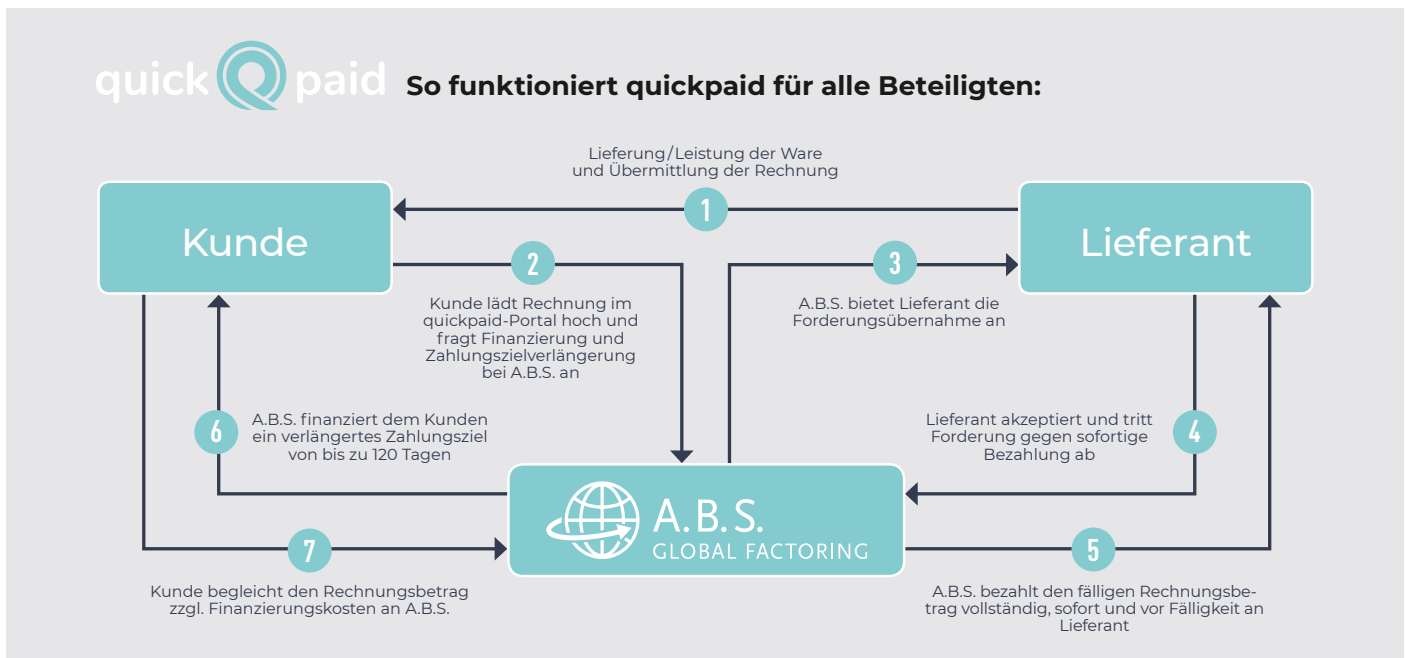 quick paid So funktioniert quickpaid für alle Beteiligten:
Lieferung/Leistung der Ware
und Übermittlung der Rechnung
1
Kunde
Lieferant
2
Kunde lädt Rechnung im
quickpaid-Portal hoch und
fragt Finanzierung und
Zahlungszielverlängerung
bei A.B.S. an
3
A.B.S. bietet Lieferant die
Forderungsübernahme an
6
A.B.S. finanziert dem Kunden
ein verlängertes Zahlungsziel
von bis zu 120 Tagen
Lieferant akzeptiert und tritt
Forderung gegen sofortige
Bezahlung ab
4
A.B.S.
GLOBAL FACTORING
7
Kunde begleicht den Rechnungsbetrag
zzgl. Finanzierungskosten an A.B.S.
5
A.B.S. bezahlt den fälligen Rechnungsbe-
trag vollständig, sofort und vor Fälligkeit an
Lieferant